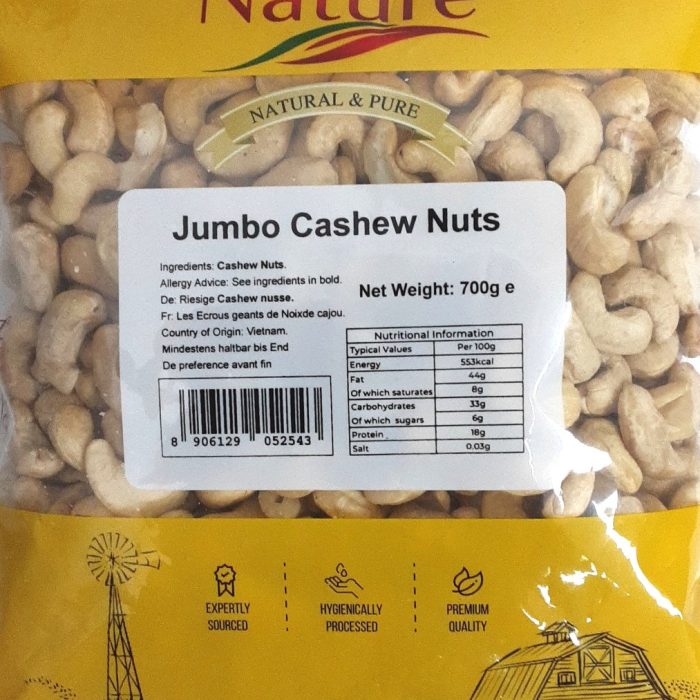 Nature
NATURAL & PURE
Jumbo Cashew Nuts
Ingredients: Cashew Nuts.
Allergy Advice: See ingredients in bold.
De: Riesige Cashew nusse.
Fr: Les Ecrous geants de Noixde cajou.
Country of Origin: Vietnam.
Mindestens haltbar bis End
De preference avant fin
Net Weight: 700g e
Nutritional Information
Typical Values Per 100g
Energy 553kcal
Fat 44g
Of which saturates 8g
Carbohydrates 33g
Of which sugars 6g
Protein 18g
Salt 0.03g
8 906129 052543
EXPERTLY
SOURCED
HYGIENICALLY
PROCESSED
PREMIUM
QUALITY